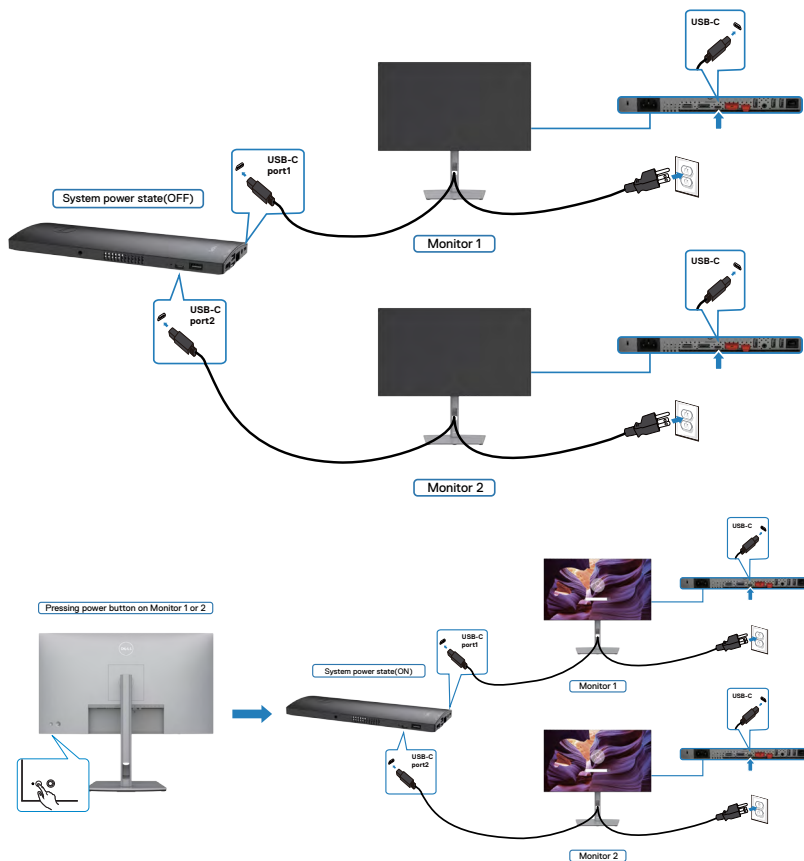 USB-C
USB-C
port1
System power state(OFF)
Monitor 1
USB-C
USB-C
port2
Monitor 2
USB-C
Pressing power button on Monitor 1 or 2
DELL
USB-C
port1
System power state(ON)
Monitor 1
USB-C
USB-C
port2
Monitor 2